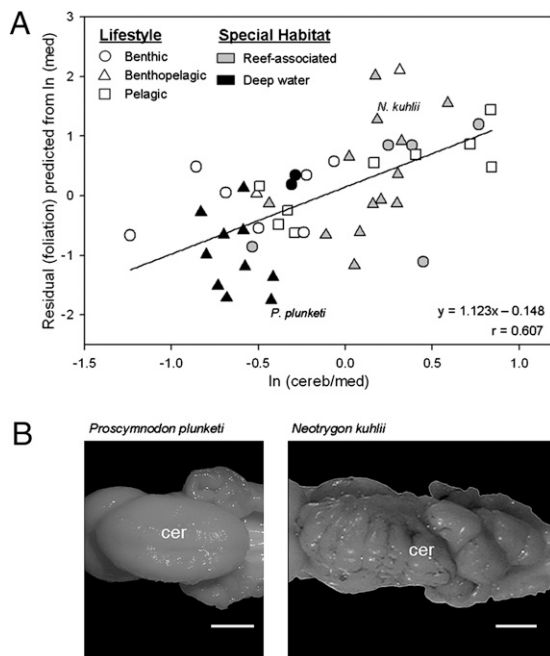 A
Lifestyle Special Habitat
Benthic Reef-associated
Benthopelagic Deep water
Pelagic
N. kuhlii
P. plunketi
y = 1.123x – 0.148
r = 0.607
Residual (foliation) predicted from ln (med)
3
2
1
0
-1
-2
-1.5 -1.0 -0.5 0.0 0.5 1.0
ln (cereb/med)
B
Proscymnodon plunketi Neotrygon kuhlii
cer cer